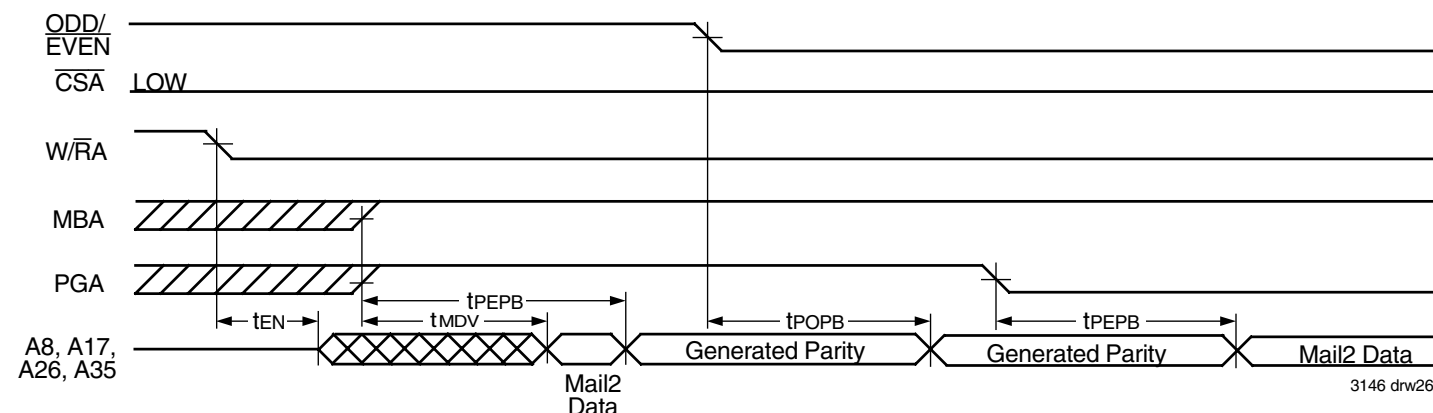 ODD/
EVEN
CSA LOW
W/RA
MBA
PGA
tPEPB
tEN tMDV tPOPB tPEPB
A8, A17,
A26, A35
Generated Parity Generated Parity Mail2 Data
Mail2
Data
3146 drw26